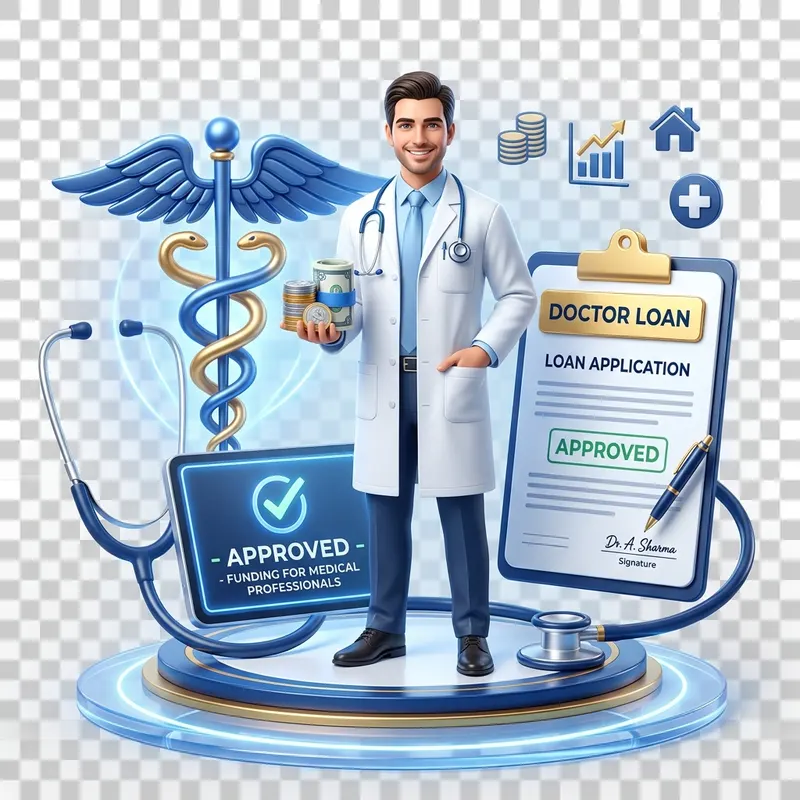 DOCTOR LOAN
LOAN APPLICATION
APPROVED
Dr. A. Sharma
Signature
- APPROVED -
- FUNDING FOR MEDICAL
PROFESSIONALS